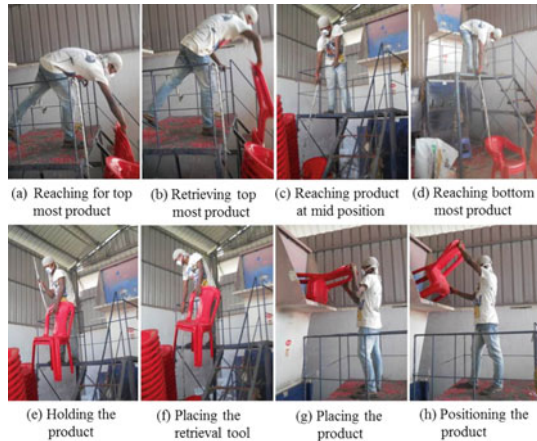 (a) Reaching for top
most product
(b) Retrieving top
most product
(c) Reaching product
at mid position
(d) Reaching bottom
most product
(e) Holding the
product
(f) Placing the
retrieval tool
(g) Placing the
product
(h) Positioning the
product